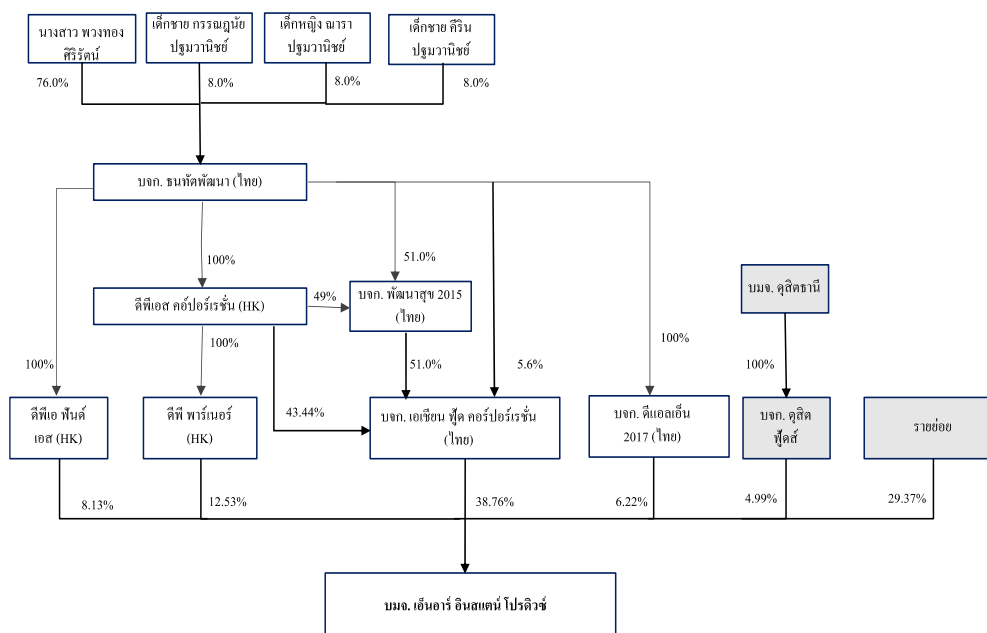 นางสาว พวงทอง
ศิริรัตน์
เด็กชาย กรรณฎนัย
ปฐมวานิชย์
เด็กหญิง ณารา
ปฐมวานิชย์
เด็กชาย คีริน
ปฐมวานิชย์
76.0%
8.0%
8.0%
8.0%
บจก. ธนทัตพัฒนา (ไทย)
100%
51.0%
ดีพีเอส คอ์ปอร์เรชั่น (HK)
49%
บจก. พัฒนาสุข 2015
(ไทย)
บมจ. ดุสิตธานี
100%
100%
43.44%
51.0%
5.6%
100%
100%
ดีพีเอ ฟันด์
เอส (HK)
ดีพี พาร์เนอร์
(HK)
บจก. เอเชียน ฟู้ด คอร์ปอร์เรชั่น
(ไทย)
บจก. ดีแอลเอ็น
2017 (ไทย)
บจก. ดุสิต
ฟู้ดส์
รายย่อย
8.13%
12.53%
38.76%
6.22%
4.99%
29.37%
บมจ. เอ็นอาร์ อินสแตนซ์ โปรดิวซ์